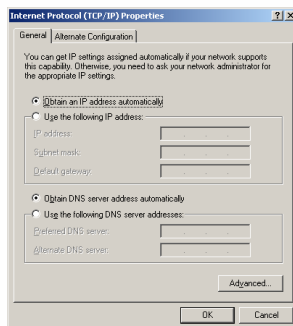 Internet Protocol (TCP/IP) Properties
General Alternate Configuration
You can get IP settings assigned automatically if your network supports
this capability. Otherwise, you need to ask your network administrator for
the appropriate IP settings.
Obtain an IP address automatically
Use the following IP address:
IP address:
Subnet mask:
Default gateway:
Obtain DNS server address automatically
Use the following DNS server addresses:
Preferred DNS server:
Alternate DNS server:
Advanced...
OK Cancel